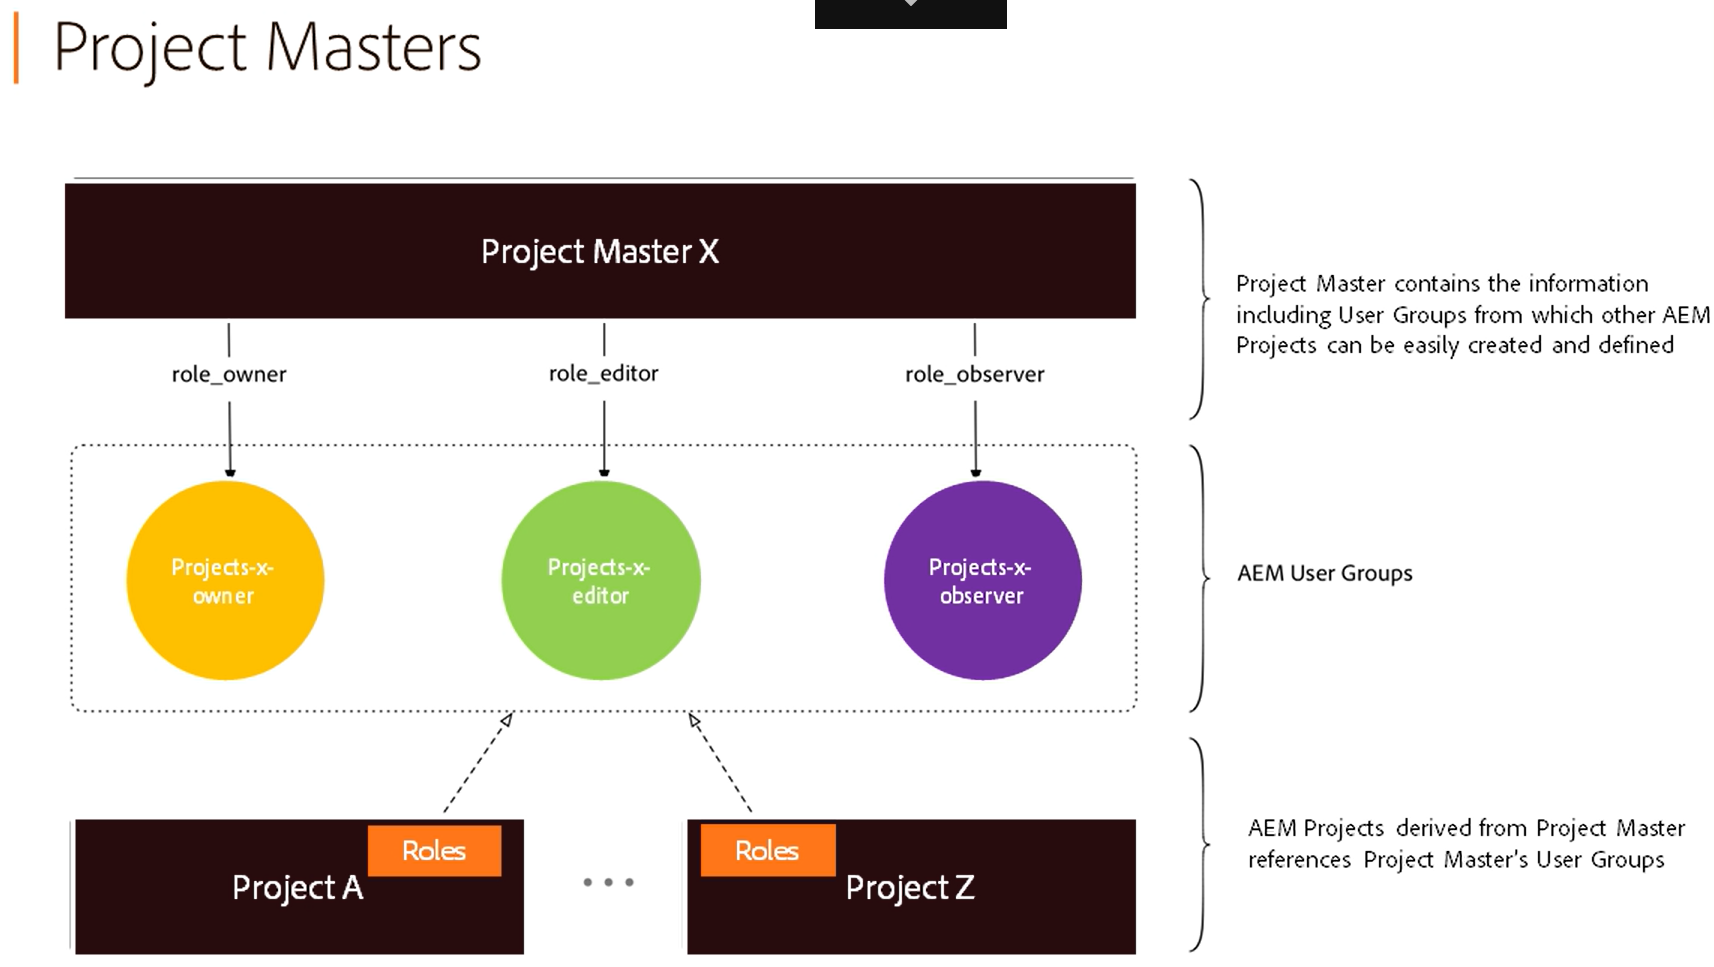 Project Masters
Project Master X
Project Master contains the information
including User Groups from which other AEM
Projects can be easily created and defined
role_owner
role_editor
role_observer
Projects-x-
owner
Projects-x-
editor
Projects-x-
observer
AEM User Groups
Roles
Project A
Roles
Project Z
AEM Projects derived from Project Master
references Project Master's User Groups